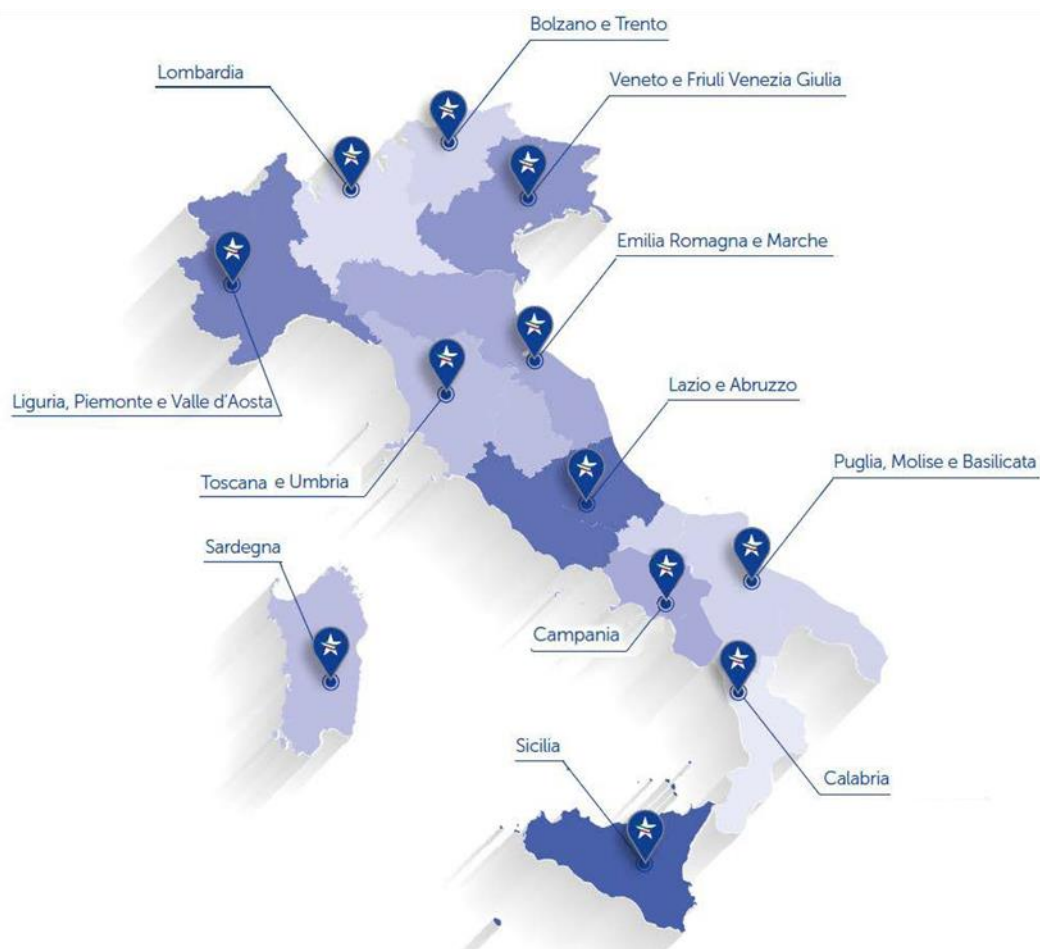 Bolzano e Trento
Lombardia
Veneto e Friuli Venezia Giulia
Emilia Romagna e Marche
Lazio e Abruzzo
Liguria, Piemonte e Valle d'Aosta
Puglia, Molise e Basilicata
Toscana e Umbria
Sardegna
Campania
Sicilia
Calabria